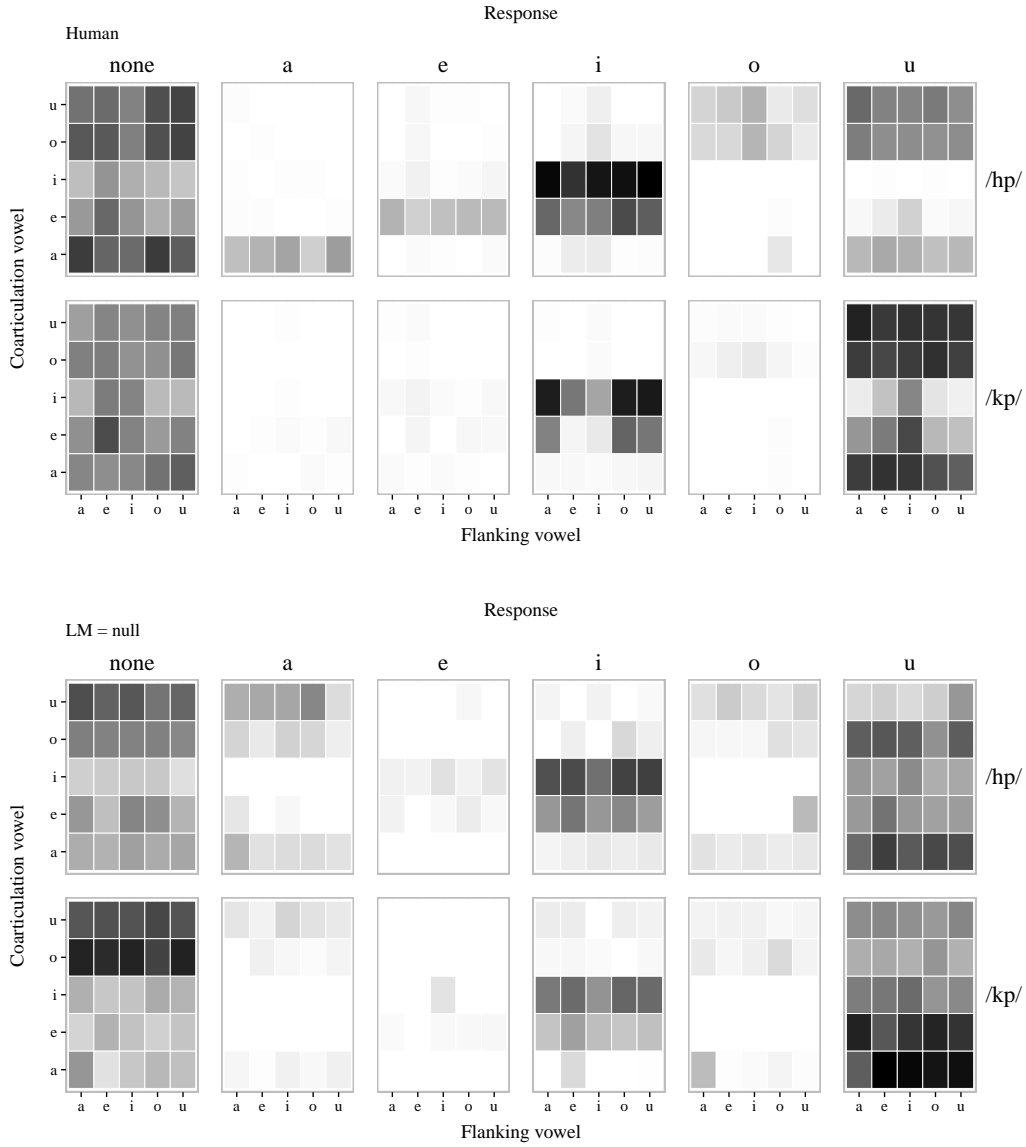 Response
Human
none a e i o u
u
o
i
e
a
/hp/
Coarticulation vowel
u
o
i
e
a
/kp/
a e i o u a e i o u a e i o u a e i o u a e i o u a e i o u
Flanking vowel
Response
LM = null
none a e i o u
u
o
i
e
a
/hp/
Coarticulation vowel
u
o
i
e
a
/kp/
a e i o u a e i o u a e i o u a e i o u a e i o u a e i o u
Flanking vowel